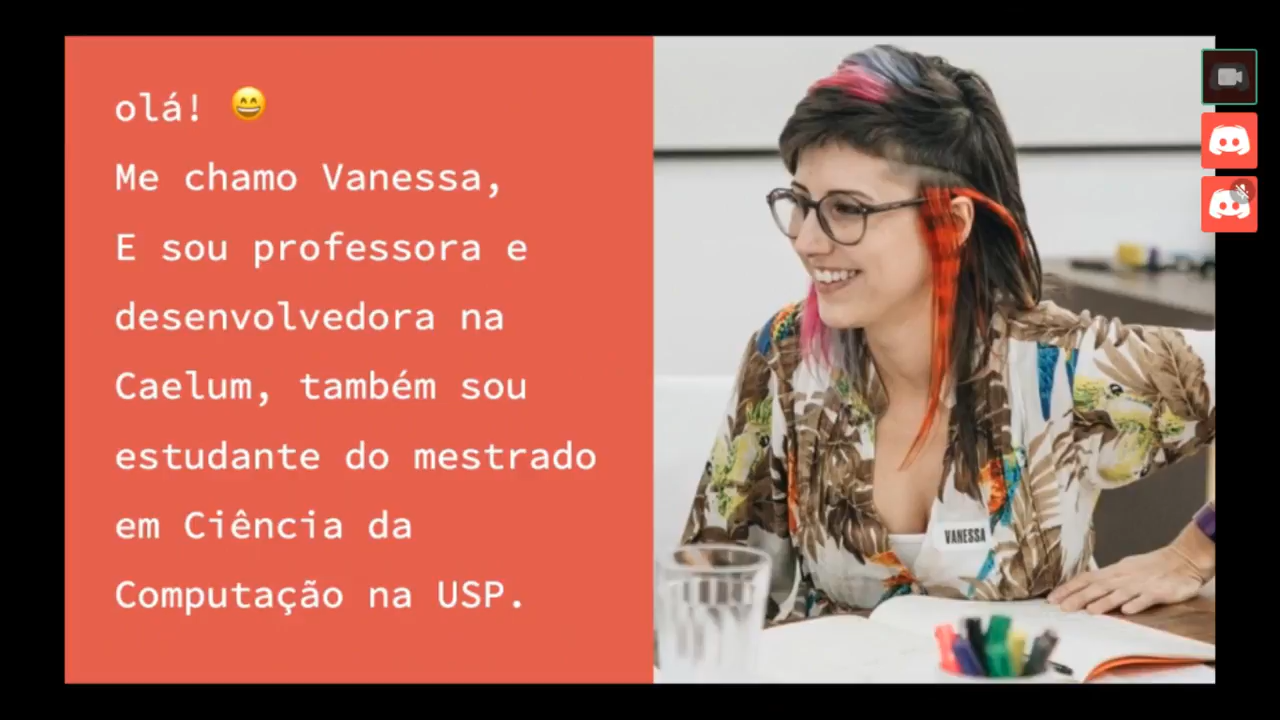 olá! 😄
Me chamo Vanessa,
E sou professora e
desenvolvedora na
Caelum, também sou
estudante do mestrado
em Ciência da
Computação na USP.
VANESSA